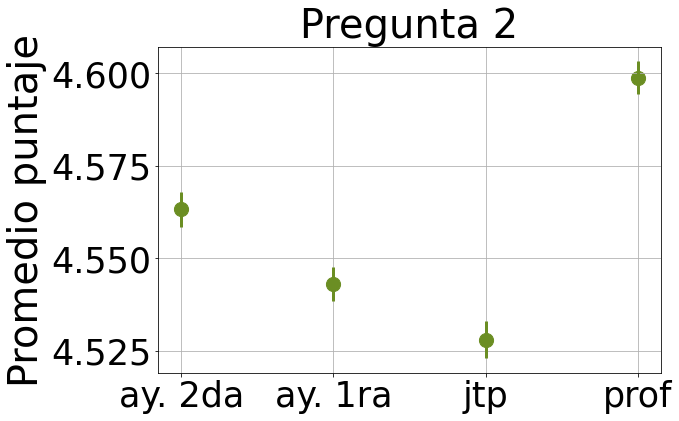 Pregunta 2
Promedio puntaje
4.600
4.575
4.550
4.525
ay. 2da ay. 1ra jtp prof